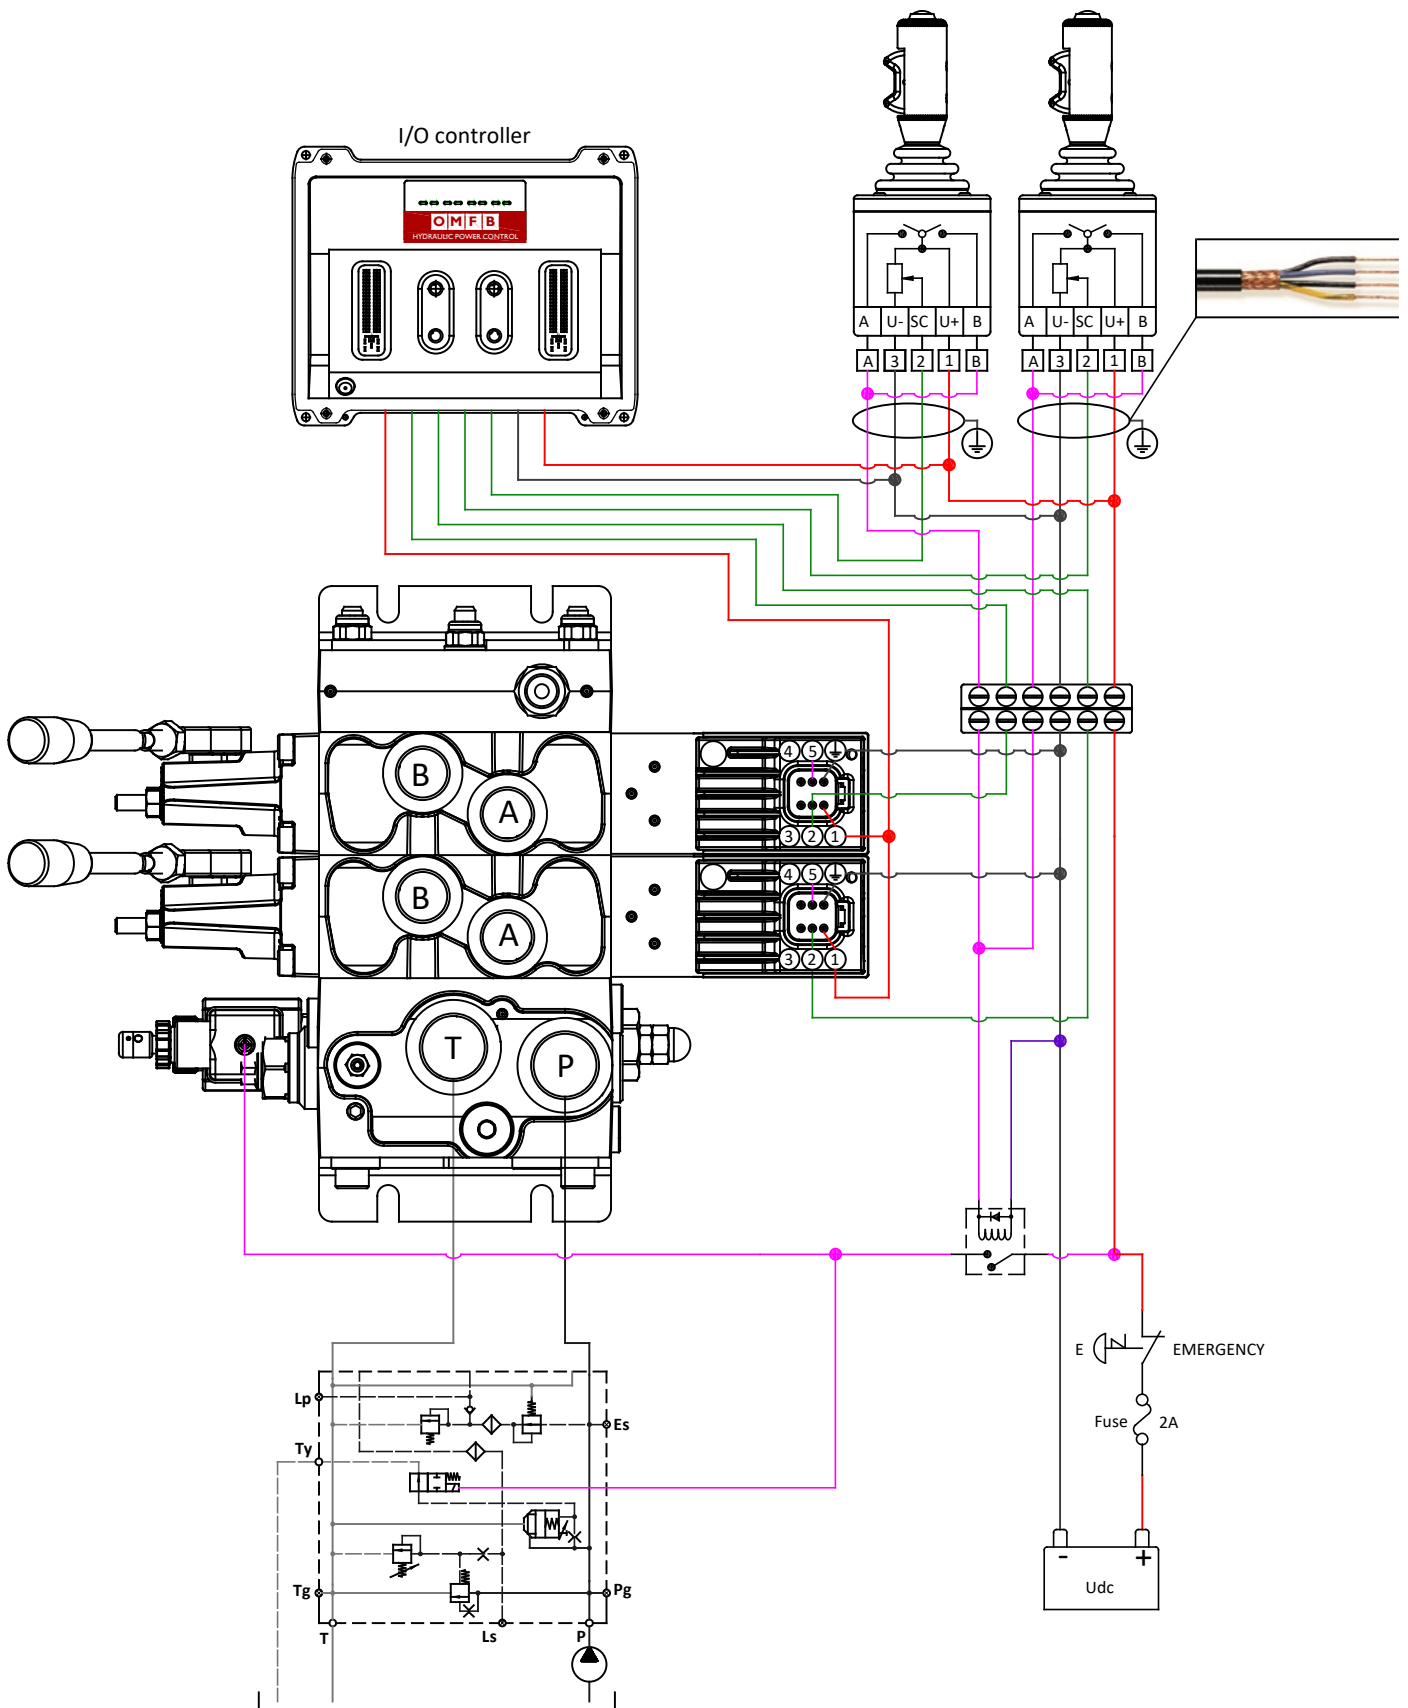 I/O controller
OMFB
HYDRAULIC POWER CONTROL
A U- SC U+ B
A U- SC U+ B
A 3 2 1 B
A 3 2 1 B
B
A
4 5
3 2 1
B
A
4 5
3 2 1
T
P
E EMERGENCY
Fuse 2A
Lp
Es
Ty
Tg
Pg
T
Ls
P
- +
Udc